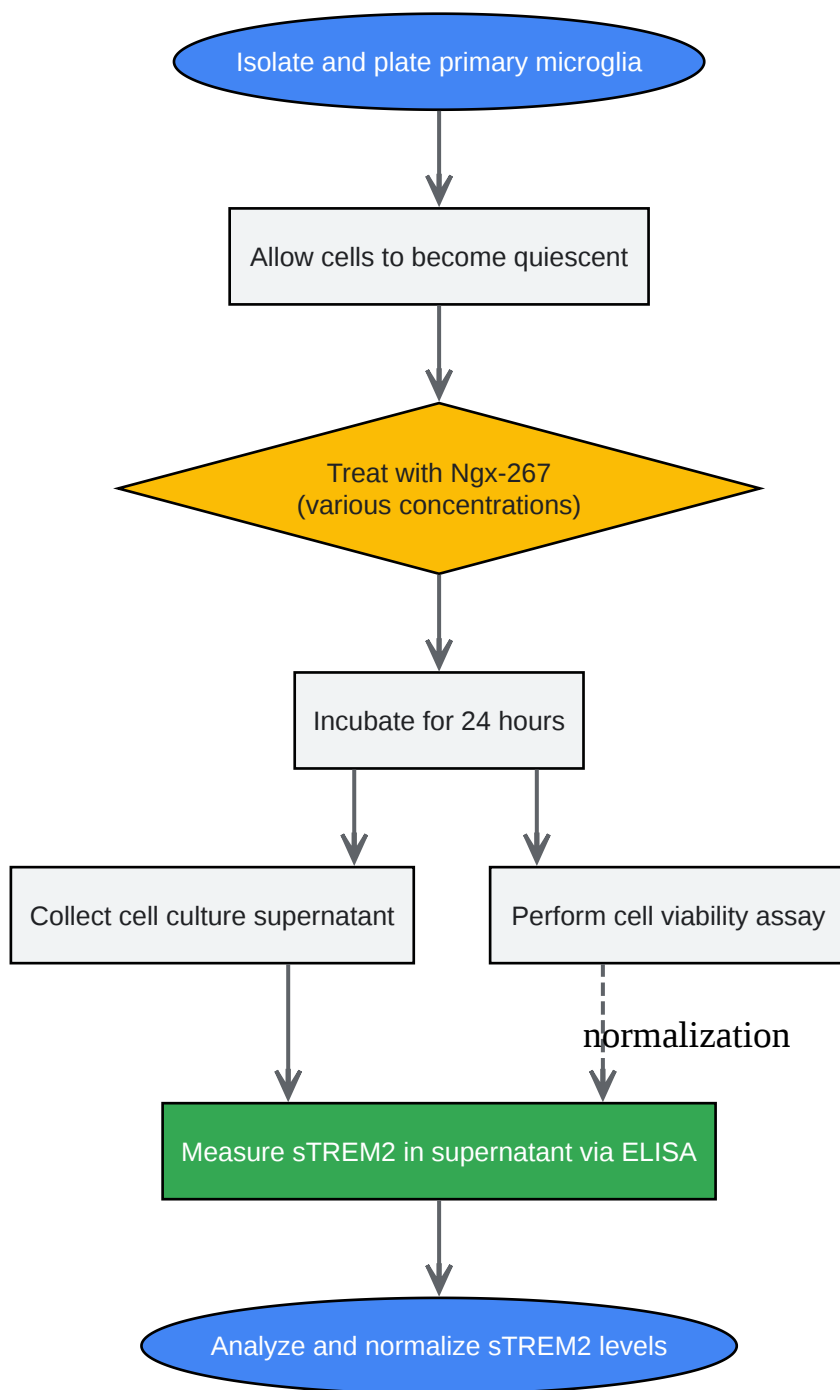 Isolate and plate primary microglia
Allow cells to become quiescent
Treat with Ngx-267
(various concentrations)
Incubate for 24 hours
Collect cell culture supernatant
Perform cell viability assay
normalization
Measure sTREM2 in supernatant via ELISA
Analyze and normalize sTREM2 levels